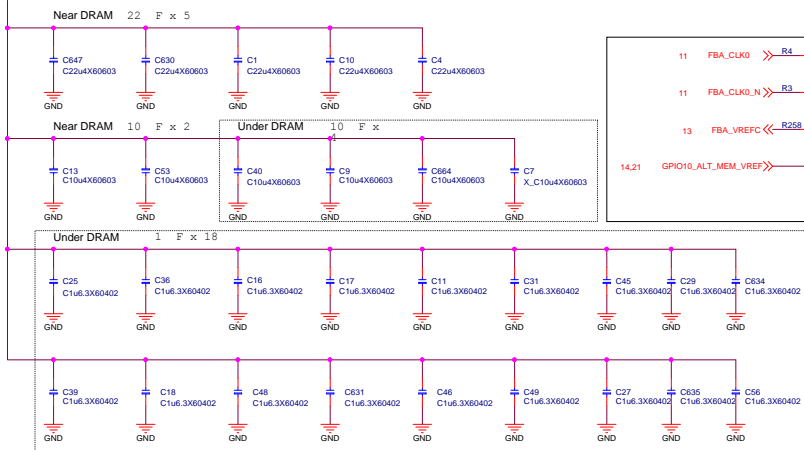 Near DRAM 22 F x 5
C647 C630 C1 C10 C4
C22u4X60603 C22u4X60603 C22u4X60603 C22u4X60603 C22u4X60603
GND GND GND GND GND
Near DRAM 10 F x 2 Under DRAM 10 F x
4
C13 C53 C40 C9 C664 C7
C10u4X60603 C10u4X60603 C10u4X60603 C10u4X60603 C10u4X60603 X_C10u4X60603
GND GND GND GND GND GND
11 FBA_CLK0 R4
11 FBA_CLK0_N R3
13 FBA_VREFC R258
14,21 GPIO10_ALT_MEM_VREF
Under DRAM 1 F x 18
C25 C36 C16 C17 C11 C31 C45 C29 C634
C1u6.3X60402 C1u6.3X60402 C1u6.3X60402 C1u6.3X60402 C1u6.3X60402 C1u6.3X60402 C1u6.3X60402 C1u6.3X60402 C1u6.3X60402
GND GND GND GND GND GND GND GND GND
C39 C18 C48 C631 C46 C49 C27 C635 C56
C1u6.3X60402 C1u6.3X60402 C1u6.3X60402 C1u6.3X60402 C1u6.3X60402 C1u6.3X60402 C1u6.3X60402 C1u6.3X60402 C1u6.3X60402
GND GND GND GND GND GND GND GND GND